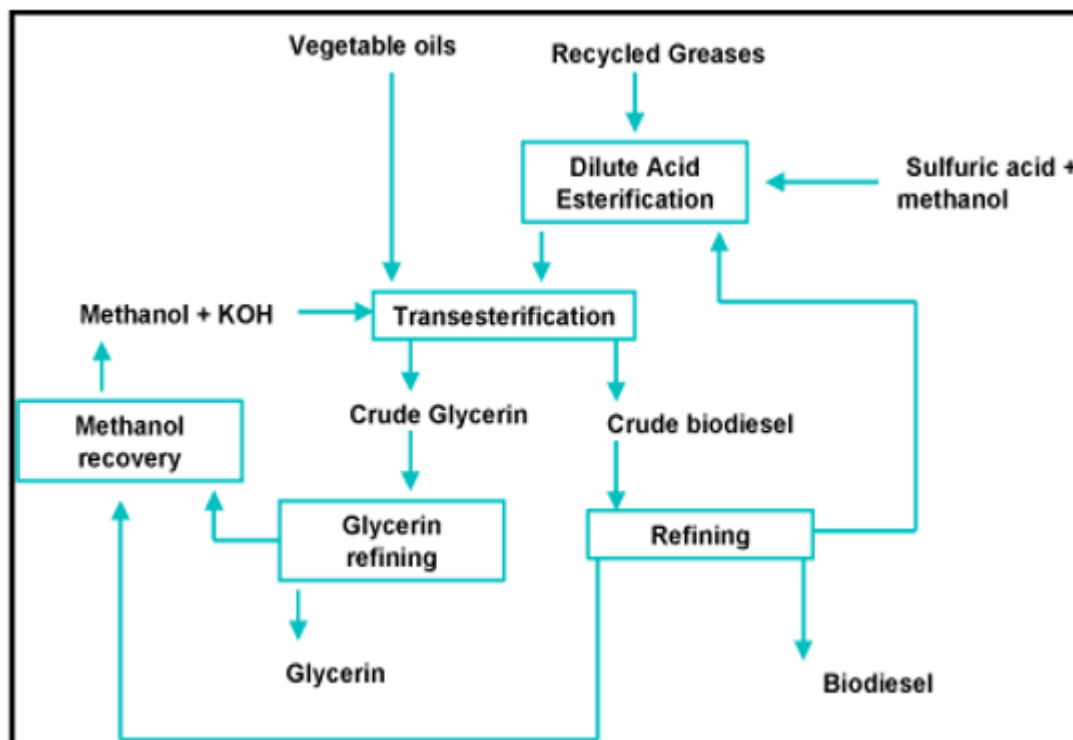 Vegetable oils
Recycled Greases
Dilute Acid
Esterification
Sulfuric acid +
methanol
Methanol + KOH
Transesterification
Methanol
recovery
Crude Glycerin
Crude biodiesel
Glycerin
refining
Refining
Glycerin
Biodiesel